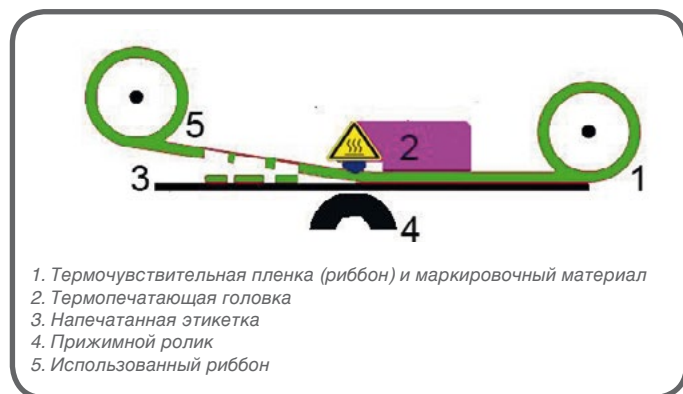 5
2
3
1
4
1. Термочувствительная пленка (риббон) и маркировочный материал
2. Термопечатающая головка
3. Напечатанная этикетка
4. Прижимной ролик
5. Использованный риббон